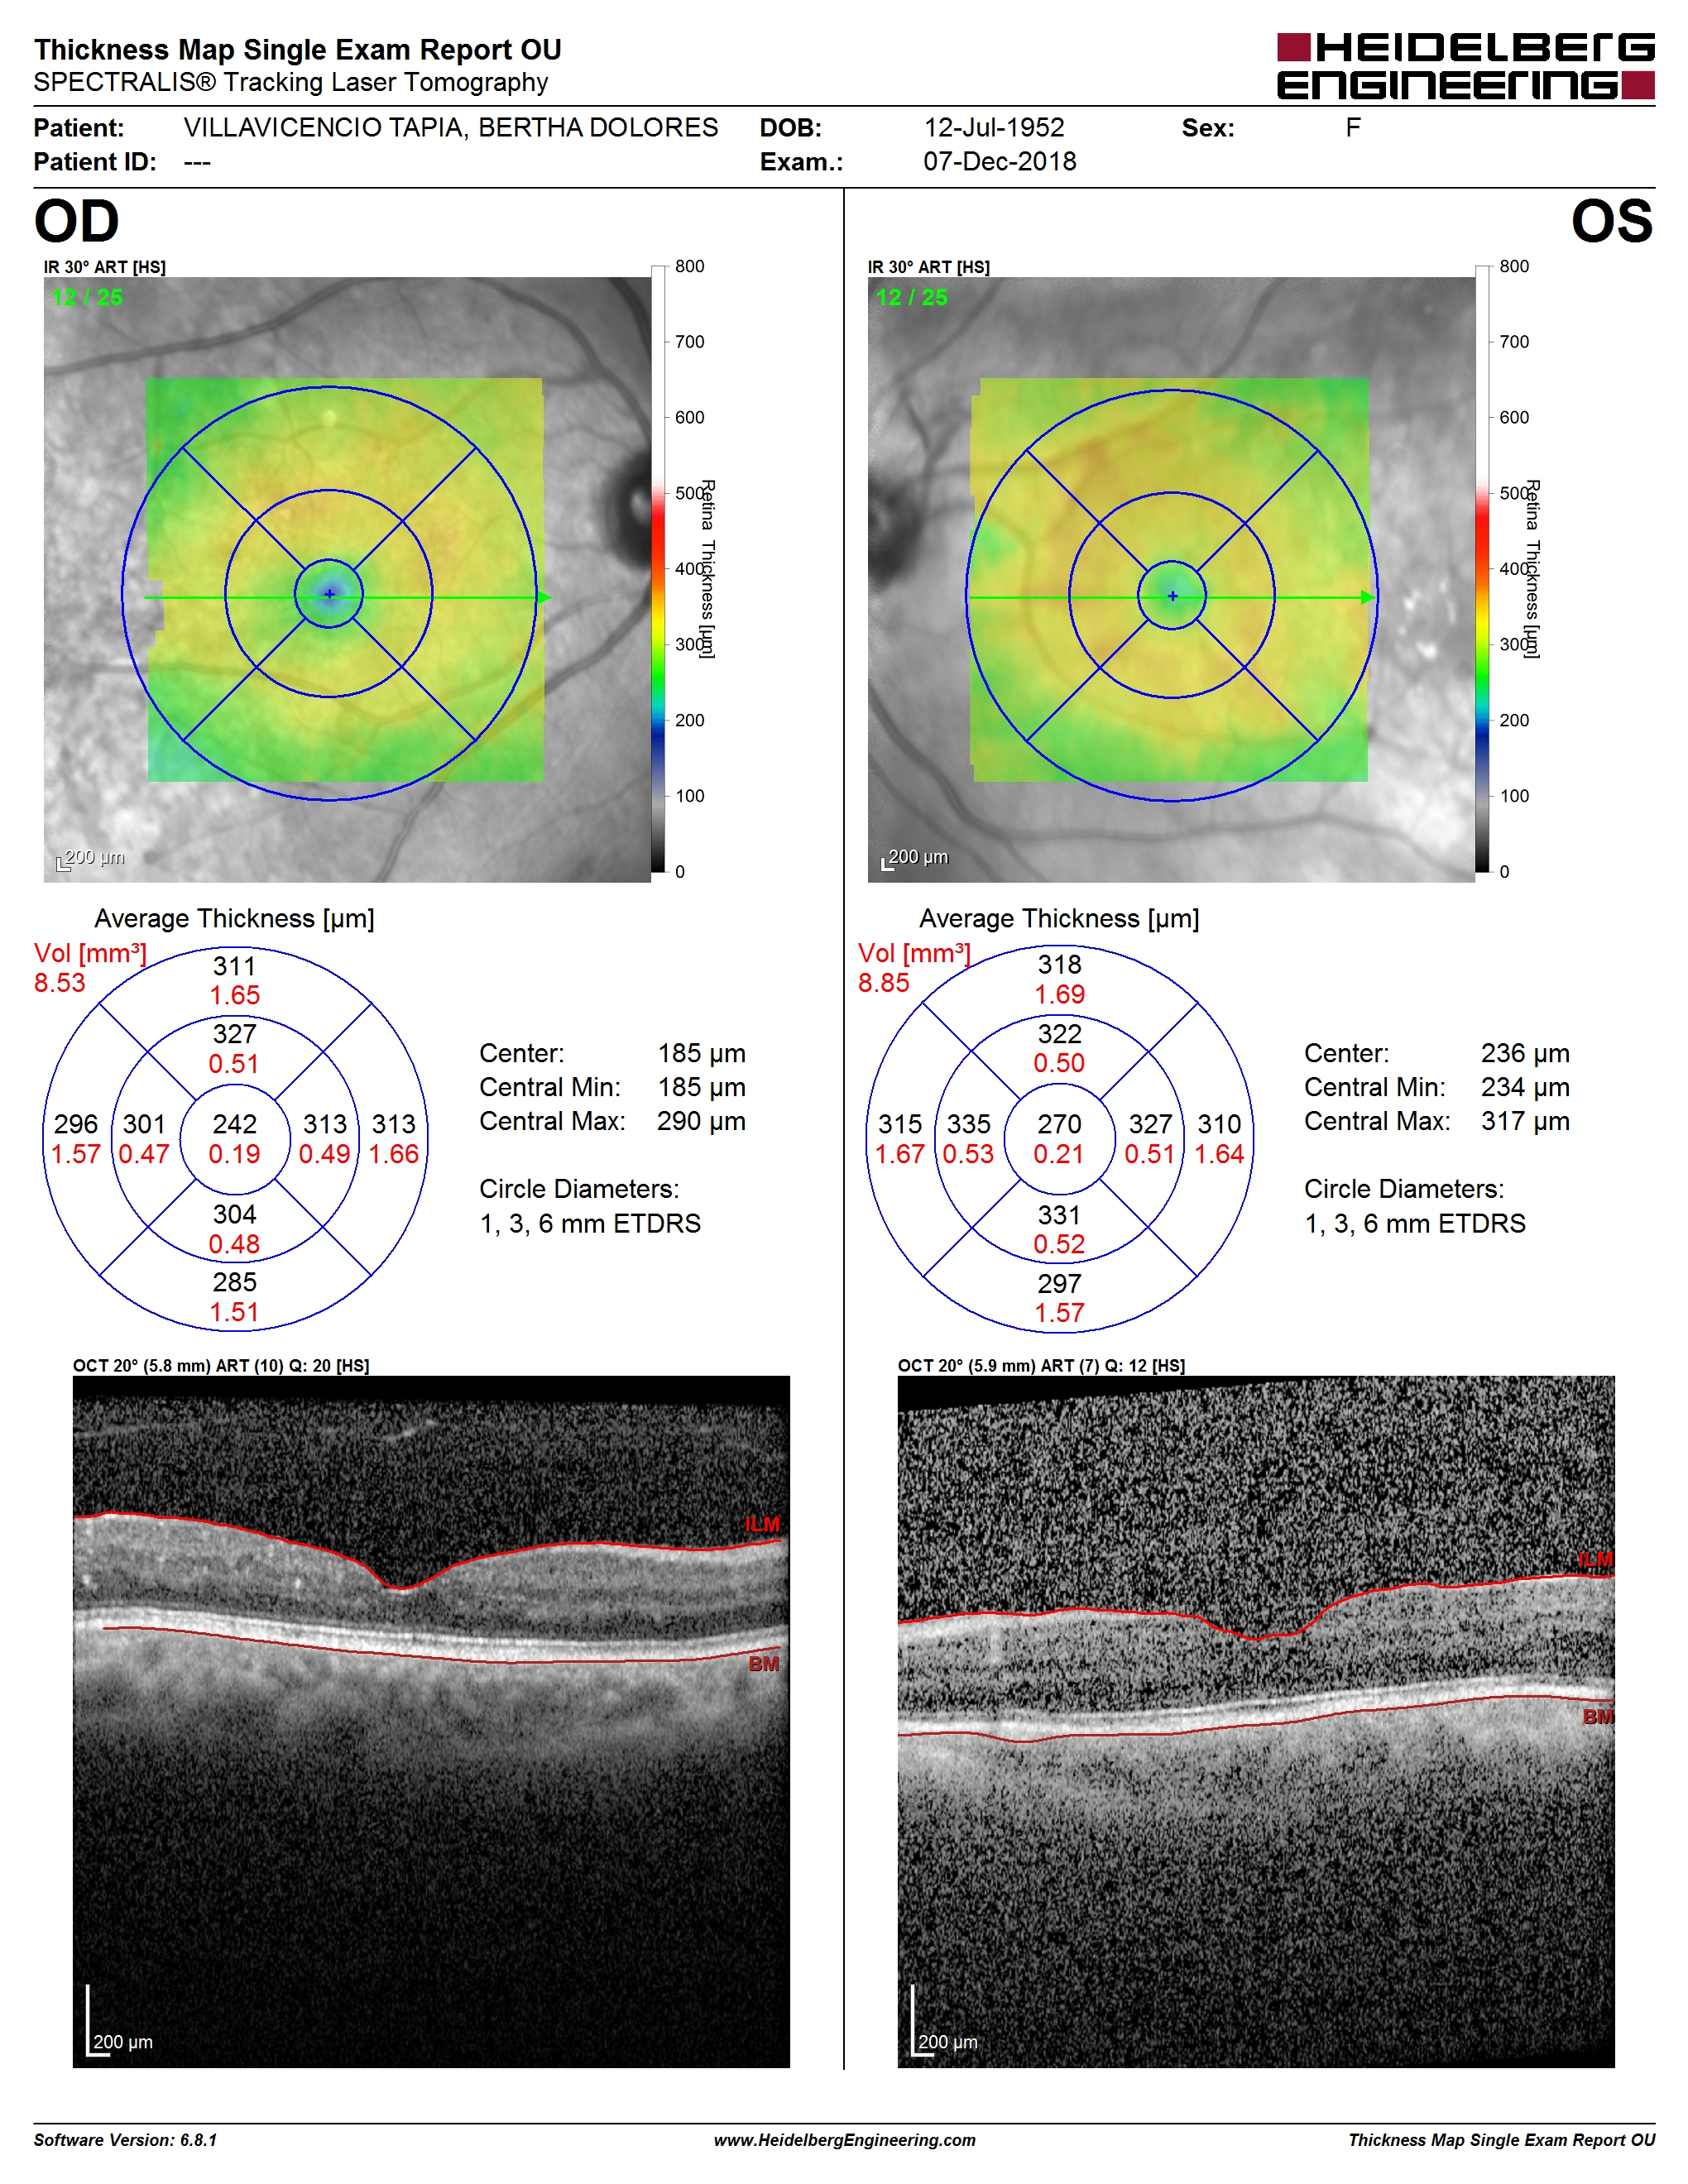 Thickness Map Single Exam Report OU
SPECTRALIS® Tracking Laser Tomography
HEIDELBERG
ENGINEERING
Patient: VILLAVICENCIO TAPIA, BERTHA DOLORES DOB: 12-Jul-1952 Sex: F
Patient ID: --- Exam.: 07-Dec-2018
OD
IR 30° ART [HS]
12 / 25
200 µm
800
700
600
500
400
300
200
100
0
Retina Thickness [µm]
Average Thickness [µm]
Vol [mm³]
8.53
311
1.65
327
0.51
296 301 242 313 313
1.57 0.47 0.19 0.49 1.66
304
0.48
285
1.51
Center: 185 µm
Central Min: 185 µm
Central Max: 290 µm
Circle Diameters:
1, 3, 6 mm ETDRS
OCT 20° (5.8 mm) ART (10) Q: 20 [HS]
ILM
BM
200 µm
OS
IR 30° ART [HS]
12 / 25
200 µm
800
700
600
500
400
300
200
100
0
Retina Thickness [µm]
Average Thickness [µm]
Vol [mm³]
8.85
318
1.69
322
0.50
315 335 270 327 310
1.67 0.53 0.21 0.51 1.64
331
0.52
297
1.57
Center: 236 µm
Central Min: 234 µm
Central Max: 317 µm
Circle Diameters:
1, 3, 6 mm ETDRS
OCT 20° (5.9 mm) ART (7) Q: 12 [HS]
ILM
BM
200 µm
Software Version: 6.8.1 www.HeidelbergEngineering.com Thickness Map Single Exam Report OU